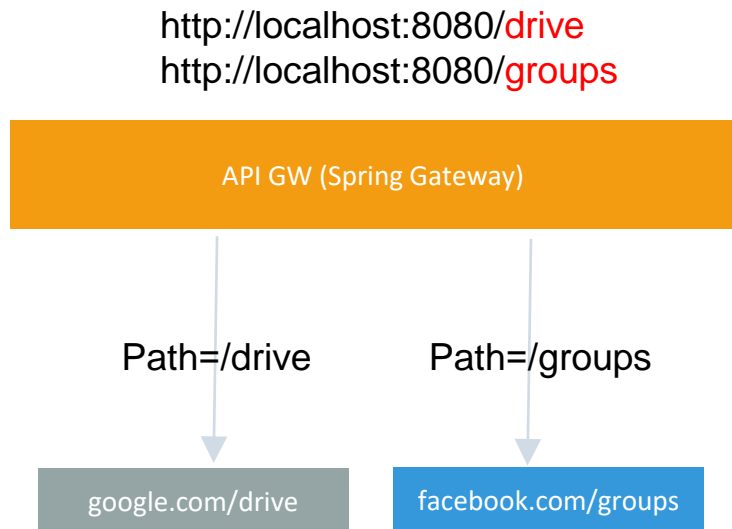 http://localhost:8080/drive
http://localhost:8080/groups
API GW (Spring Gateway)
Path=/drive
Path=/groups
google.com/drive
facebook.com/groups